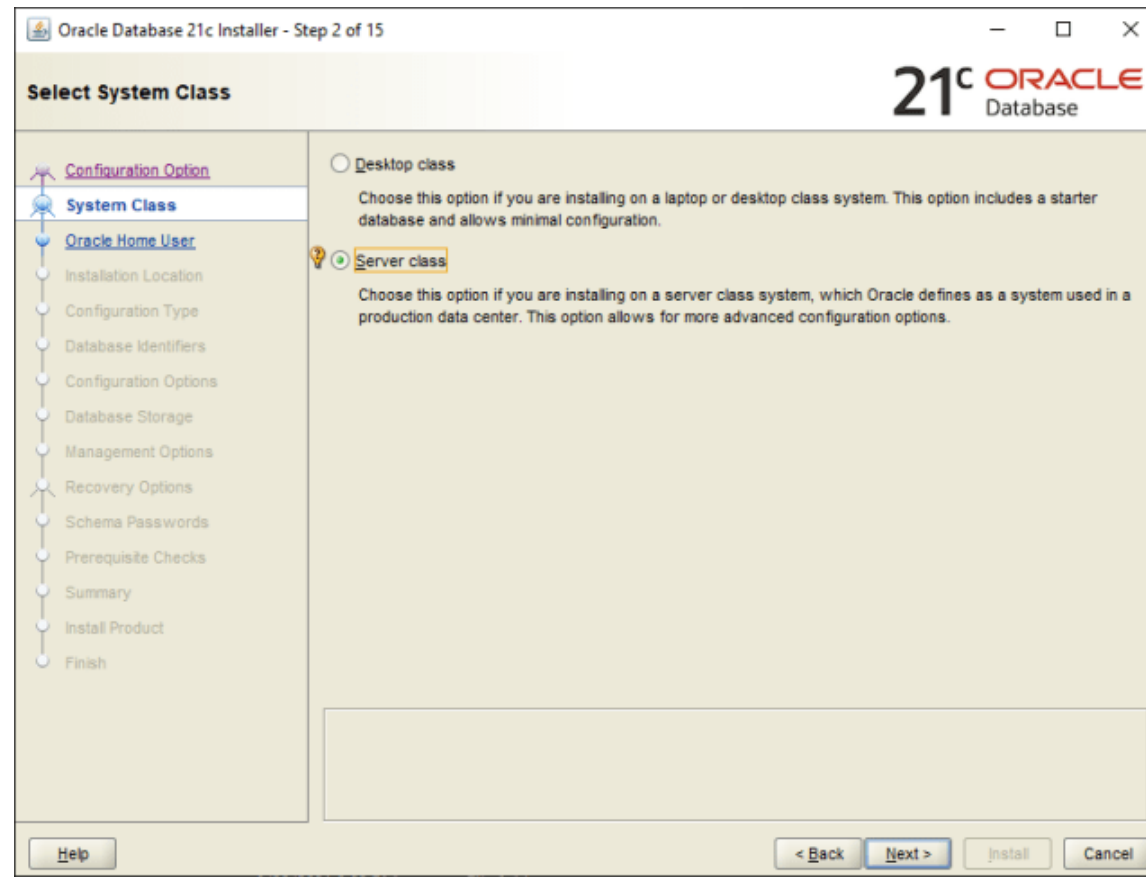 Oracle Database 21c Installer - Step 2 of 15
Select System Class
21c ORACLE
Database
Configuration Option
System Class
Oracle Home User
Installation Location
Configuration Type
Database Identifiers
Configuration Options
Database Storage
Management Options
Recovery Options
Schema Passwords
Prerequisite Checks
Summary
Install Product
Finish
Desktop class
Choose this option if you are installing on a laptop or desktop class system. This option includes a starter
database and allows minimal configuration.
Server class
Choose this option if you are installing on a server class system, which Oracle defines as a system used in a
production data center. This option allows for more advanced configuration options.
Help
< Back
Next >
Install
Cancel